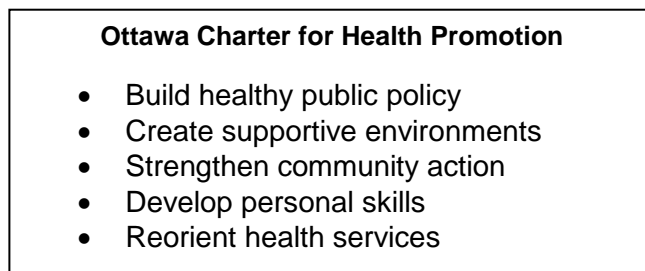 Ottawa Charter for Health Promotion
• Build healthy public policy
• Create supportive environments
• Strengthen community action
• Develop personal skills
• Reorient health services